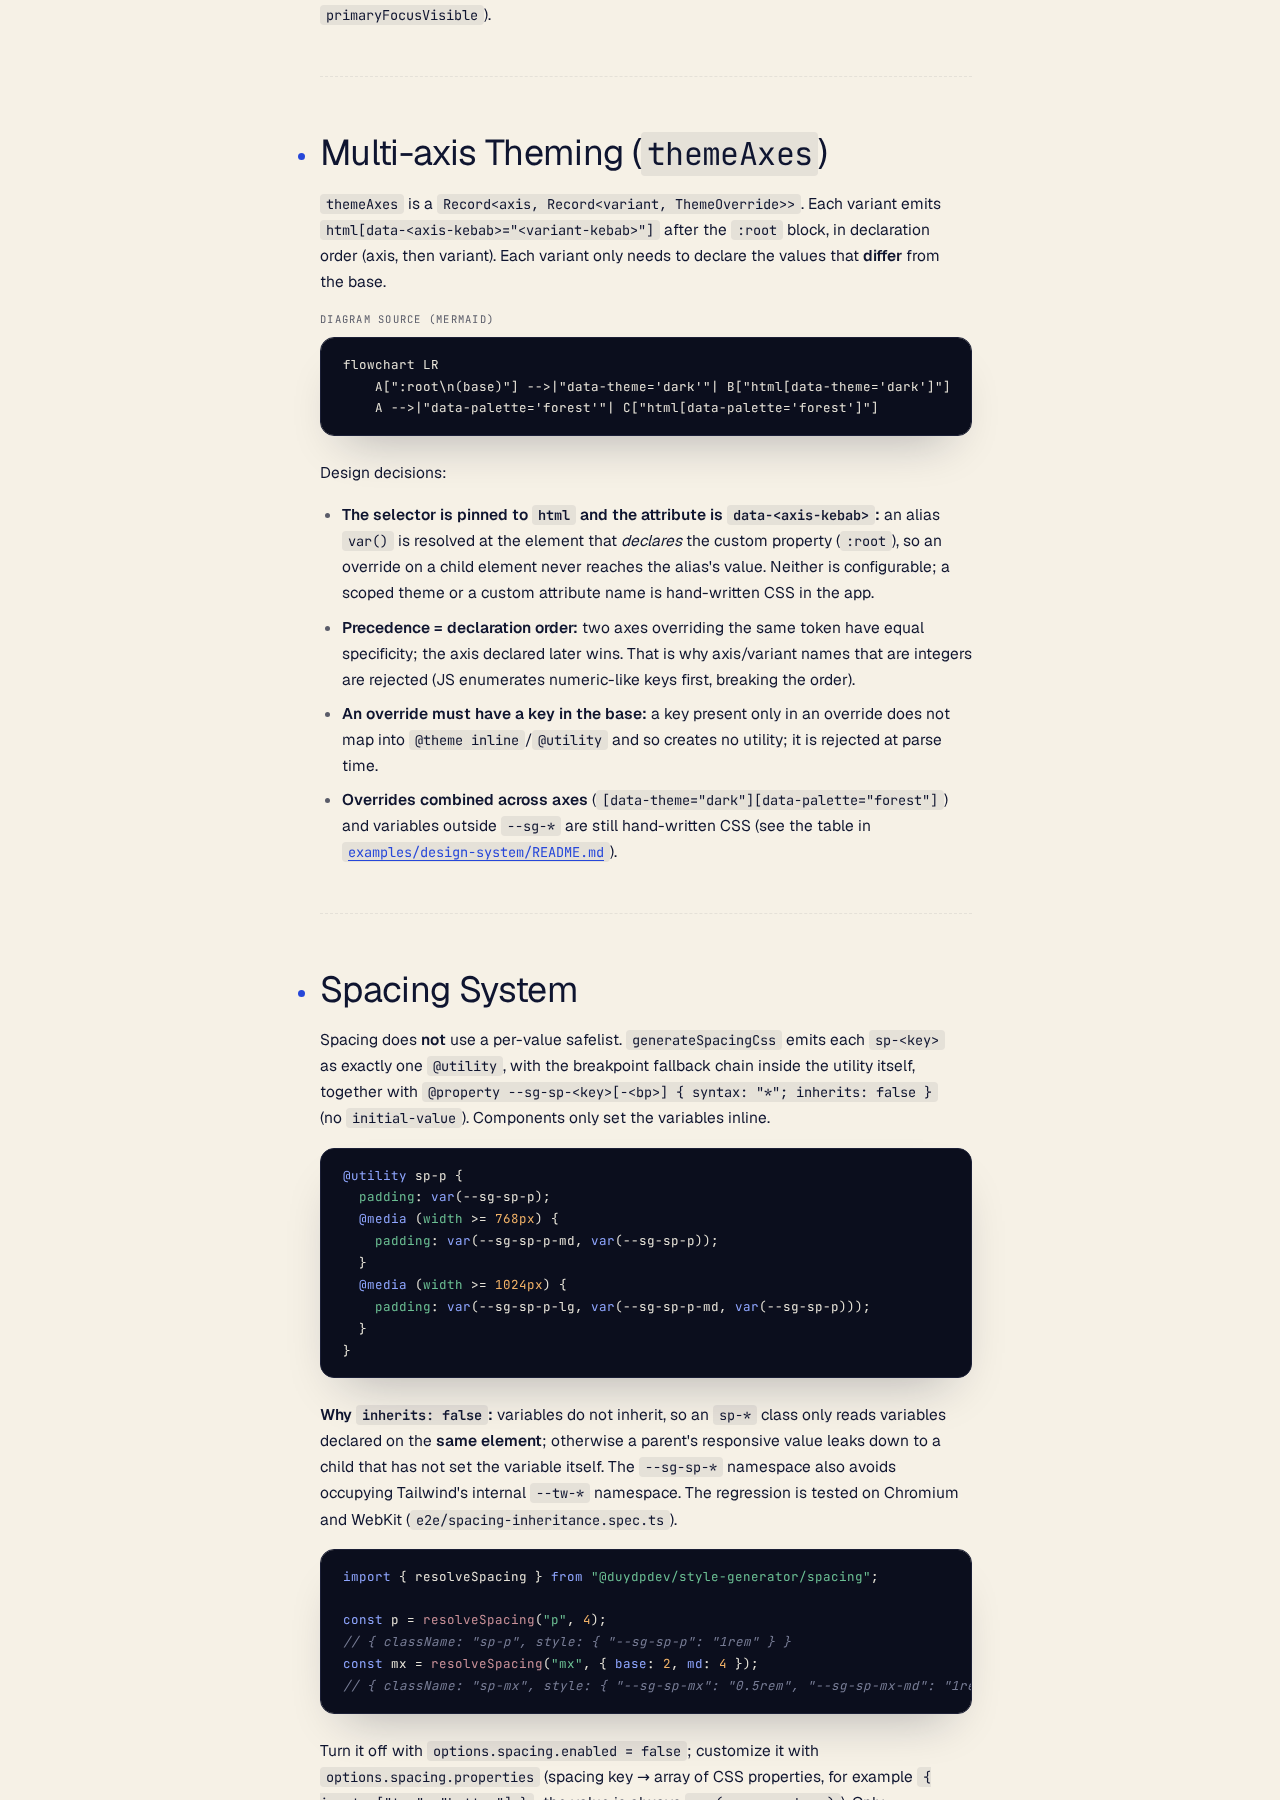 primaryFocusVisible ).
Multi-axis Theming (themeAxes)
themeAxes is a Record<axis, Record<variant, ThemeOverride>> . Each variant emits
html[data-<axis-kebab>="<variant-kebab>"] after the :root block, in declaration
order (axis, then variant). Each variant only needs to declare the values that differ from
the base.
DIAGRAM SOURCE (MERMAID)
flowchart LR
A[":root\n(base)"] -->|"data-theme='dark'"| B["html[data-theme='dark']"]
A -->|"data-palette='forest'"| C["html[data-palette='forest']"]
Design decisions:
• The selector is pinned to html and the attribute is data-<axis-kebab> : an alias
var() is resolved at the element that declares the custom property ( :root ), so an
override on a child element never reaches the alias's value. Neither is configurable; a
scoped theme or a custom attribute name is hand-written CSS in the app.
• Precedence = declaration order: two axes overriding the same token have equal
specificity; the axis declared later wins. That is why axis/variant names that are integers
are rejected (JS enumerates numeric-like keys first, breaking the order).
• An override must have a key in the base: a key present only in an override does not
map into @theme inline / @utility and so creates no utility; it is rejected at parse
time.
• Overrides combined across axes ( [data-theme="dark"][data-palette="forest"] )
and variables outside --sg-* are still hand-written CSS (see the table in
examples/design-system/README.md ).
Spacing System
Spacing does not use a per-value safelist. generateSpacingCss emits each sp-<key>
as exactly one @utility , with the breakpoint fallback chain inside the utility itself,
together with @property --sg-sp-<key>[-<bp>] { syntax: "*"; inherits: false }
(no initial-value ). Components only set the variables inline.
@utility sp-p {
padding: var(--sg-sp-p);
@media (width >= 768px) {
padding: var(--sg-sp-p-md, var(--sg-sp-p));
}
@media (width >= 1024px) {
padding: var(--sg-sp-p-lg, var(--sg-sp-p-md, var(--sg-sp-p)));
}
}
Why inherits: false : variables do not inherit, so an sp-* class only reads variables
declared on the same element; otherwise a parent's responsive value leaks down to a
child that has not set the variable itself. The --sg-sp-* namespace also avoids
occupying Tailwind's internal --tw-* namespace. The regression is tested on Chromium
and WebKit ( e2e/spacing-inheritance.spec.ts ).
import { resolveSpacing } from "@duydpdev/style-generator/spacing";
const p = resolveSpacing("p", 4);
// { className: "sp-p", style: { "--sg-sp-p": "1rem" } }
const mx = resolveSpacing("mx", { base: 2, md: 4 });
// { className: "sp-mx", style: { "--sg-sp-mx": "0.5rem", "--sg-sp-mx-md": "1re
Turn it off with options.spacing.enabled = false ; customize it with
options.spacing.properties (spacing key → array of CSS properties, for example {